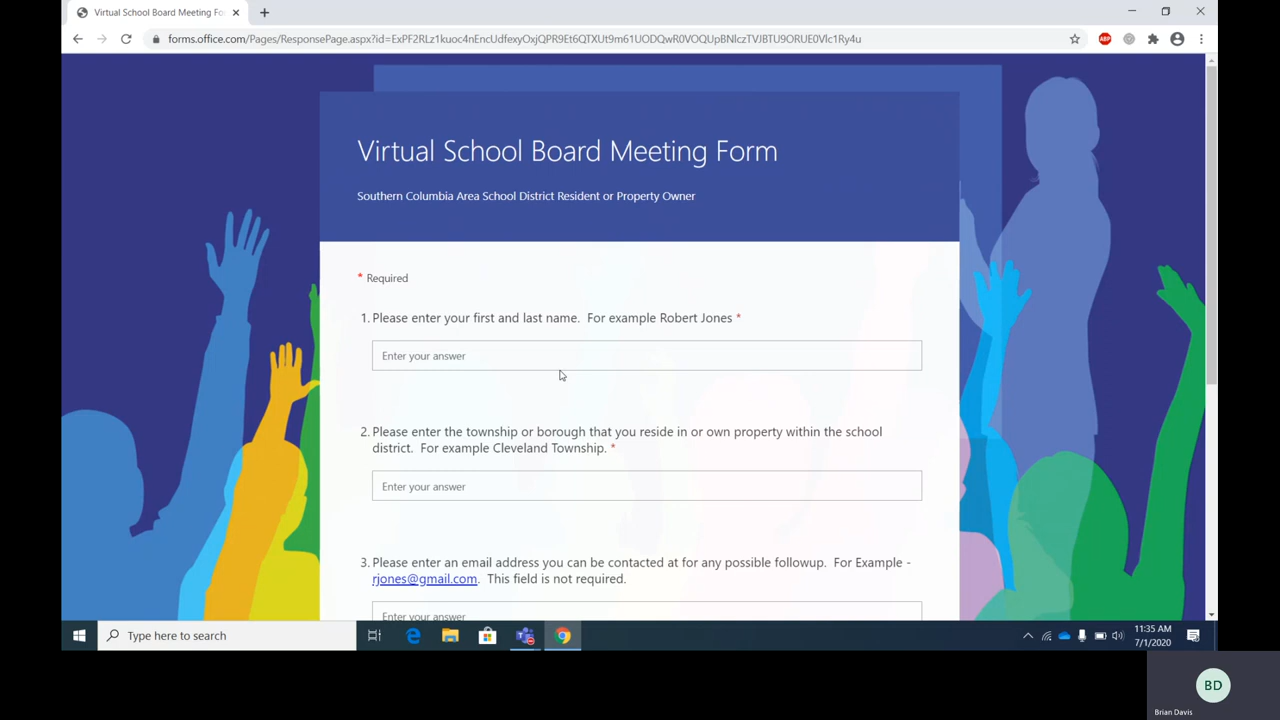 Virtual School Board Meeting Fo
forms.office.com/Pages/ResponsePage.aspx?id=ExPF2RLz1kuoc4nEncUdfexyOxjQPR9Et6QTXUt9m61UODQwR0VOQUpBNlczTVJBTU9ORUE0Vlc1Ry4u
ABP
Virtual School Board Meeting Form
Southern Columbia Area School District Resident or Property Owner
* Required
1. Please enter your first and last name. For example Robert Jones *
Enter your answer
2. Please enter the township or borough that you reside in or own property within the school
district. For example Cleveland Township. *
Enter your answer
3. Please enter an email address you can be contacted at for any possible followup. For Example -
rjones@gmail.com. This field is not required.
Enter your answer
Type here to search
11:35 AM
7/1/2020
BD
Brian Davis